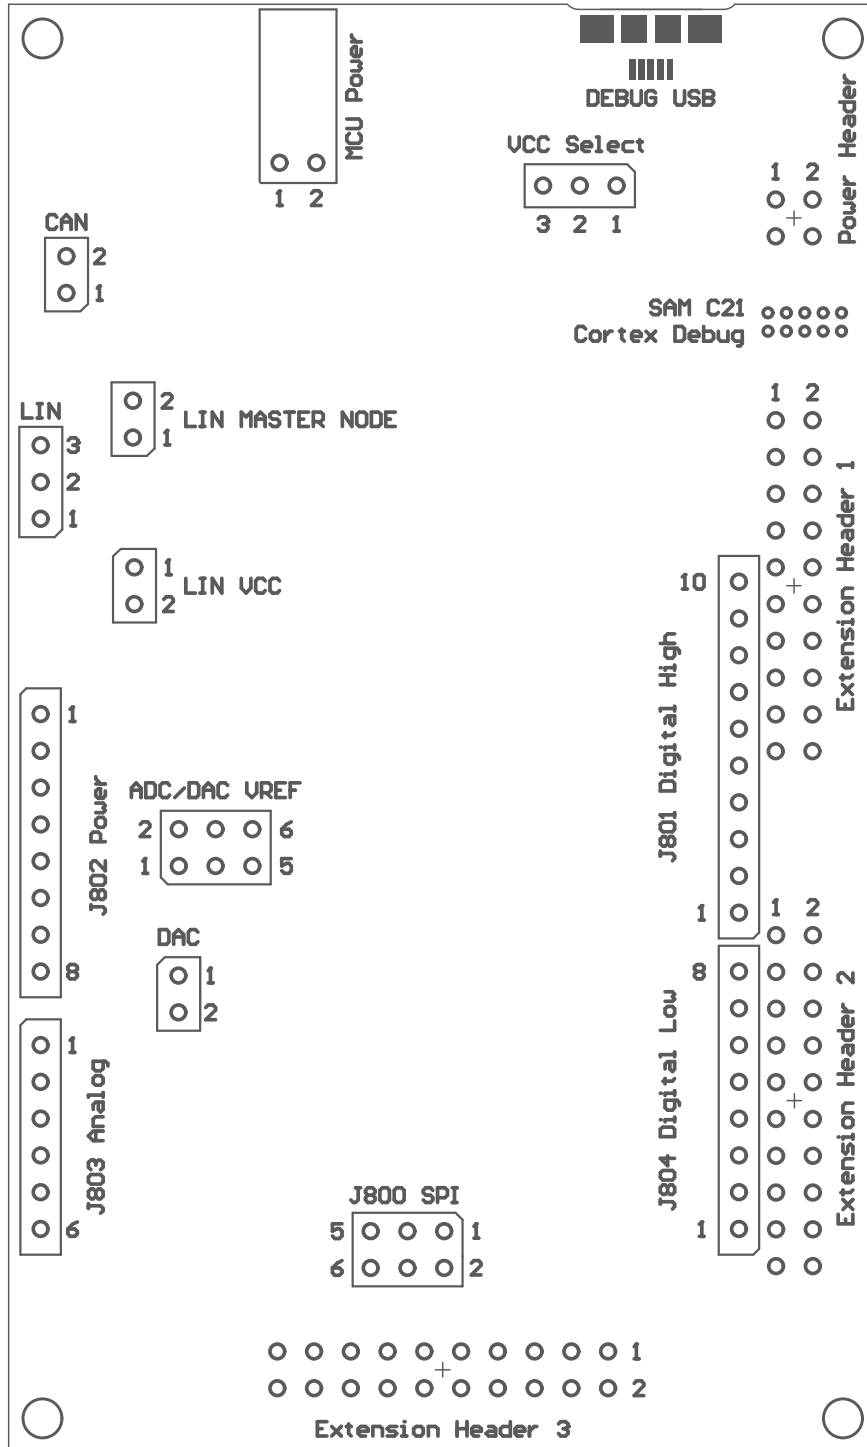 DEBUG USB
MCU Power
1 2
VCC Select
3 2 1
Power Header
1 2
CAN
2
1
SAM C21
Cortex Debug
LIN
3
2
1
2
1
LIN MASTER NODE
1 2
Extension Header 1
1
2
LIN VCC
10
J801 Digital High
1
1
J802 Power
8
ADC/DAC VREF
2 6
1 5
DAC
1
2
1 2
Extension Header 2
8
J804 Digital Low
1
1
J803 Analog
6
J800 SPI
5 1
6 2
1
2
Extension Header 3